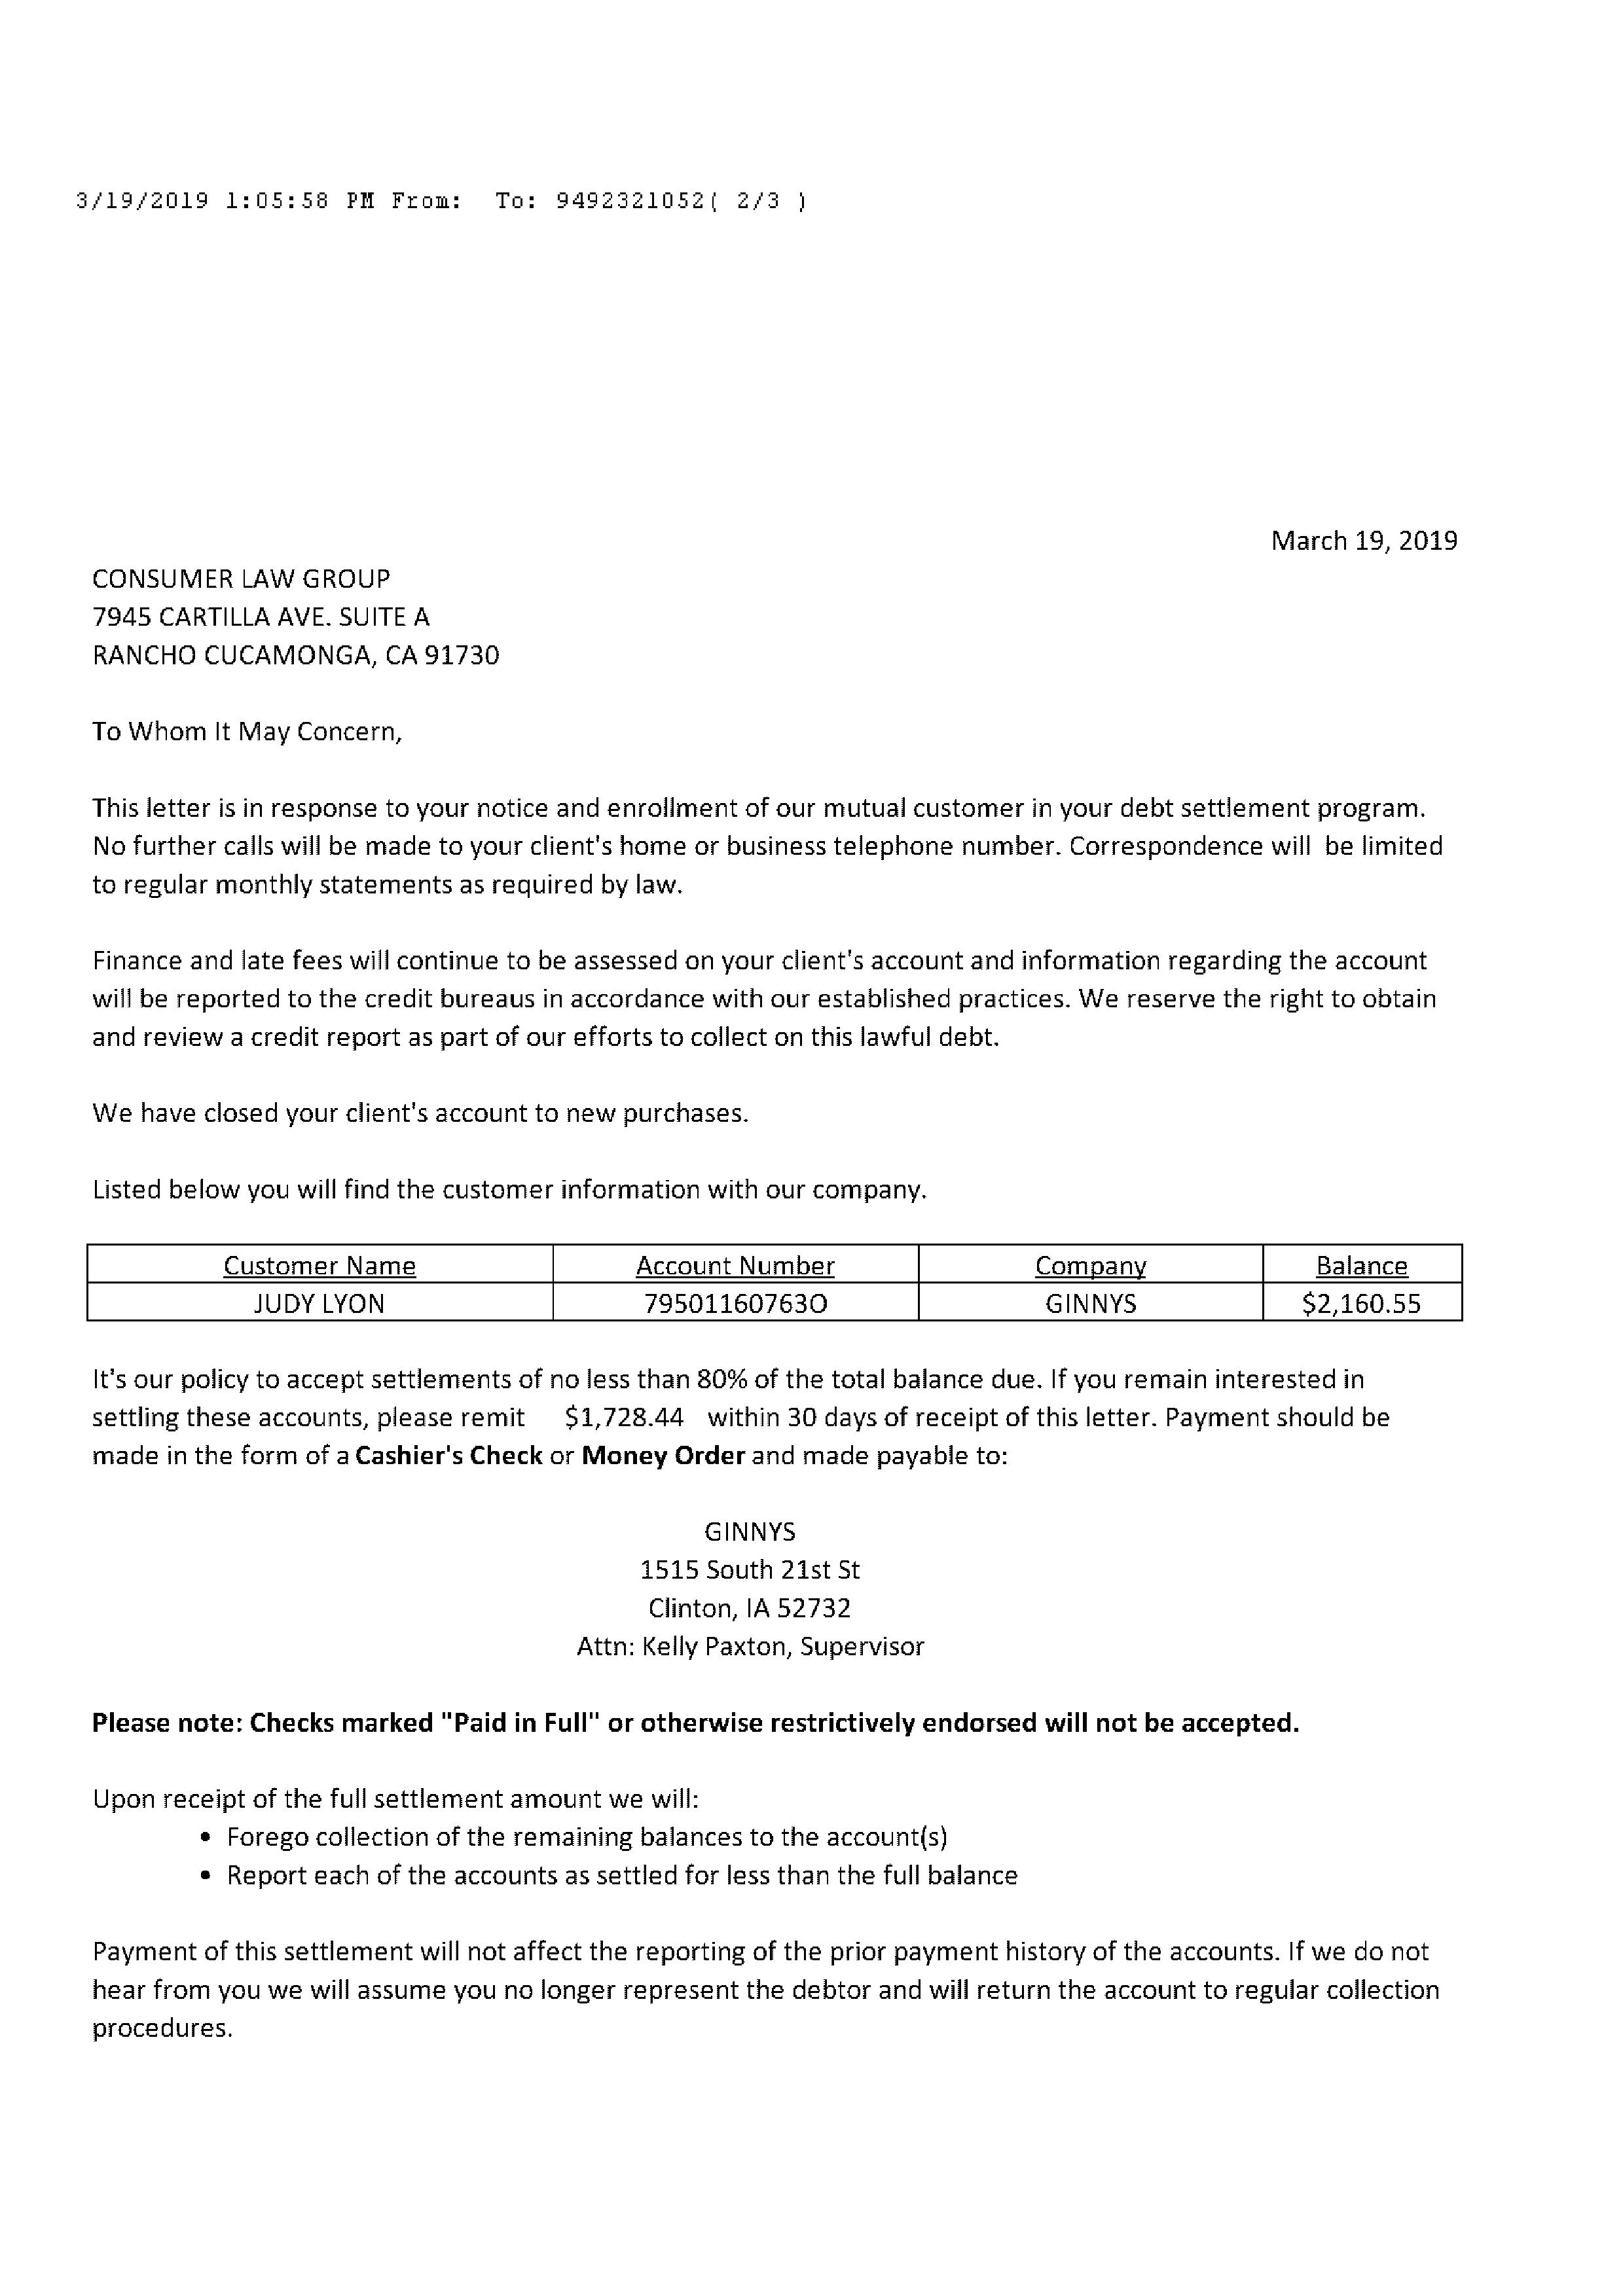 3/19/2019 1:05:58 PM From: To: 9492321052( 2/3 )
March 19, 2019
CONSUMER LAW GROUP
7945 CARTILLA AVE. SUITE A
RANCHO CUCAMONGA, CA 91730
To Whom It May Concern,
This letter is in response to your notice and enrollment of our mutual customer in your debt settlement program.
No further calls will be made to your client's home or business telephone number. Correspondence will be limited
to regular monthly statements as required by law.
Finance and late fees will continue to be assessed on your client's account and information regarding the account
will be reported to the credit bureaus in accordance with our established practices. We reserve the right to obtain
and review a credit report as part of our efforts to collect on this lawful debt.
We have closed your client's account to new purchases.
Listed below you will find the customer information with our company.
Customer Name Account Number Company Balance
JUDY LYON 79501160763O GINNYS $2,160.55
It's our policy to accept settlements of no less than 80% of the total balance due. If you remain interested in
settling these accounts, please remit $1,728.44 within 30 days of receipt of this letter. Payment should be
made in the form of a Cashier's Check or Money Order and made payable to:
GINNYS
1515 South 21st St
Clinton, IA 52732
Attn: Kelly Paxton, Supervisor
Please note: Checks marked "Paid in Full" or otherwise restrictively endorsed will not be accepted.
Upon receipt of the full settlement amount we will:
• Forego collection of the remaining balances to the account(s)
• Report each of the accounts as settled for less than the full balance
Payment of this settlement will not affect the reporting of the prior payment history of the accounts. If we do not
hear from you we will assume you no longer represent the debtor and will return the account to regular collection
procedures.